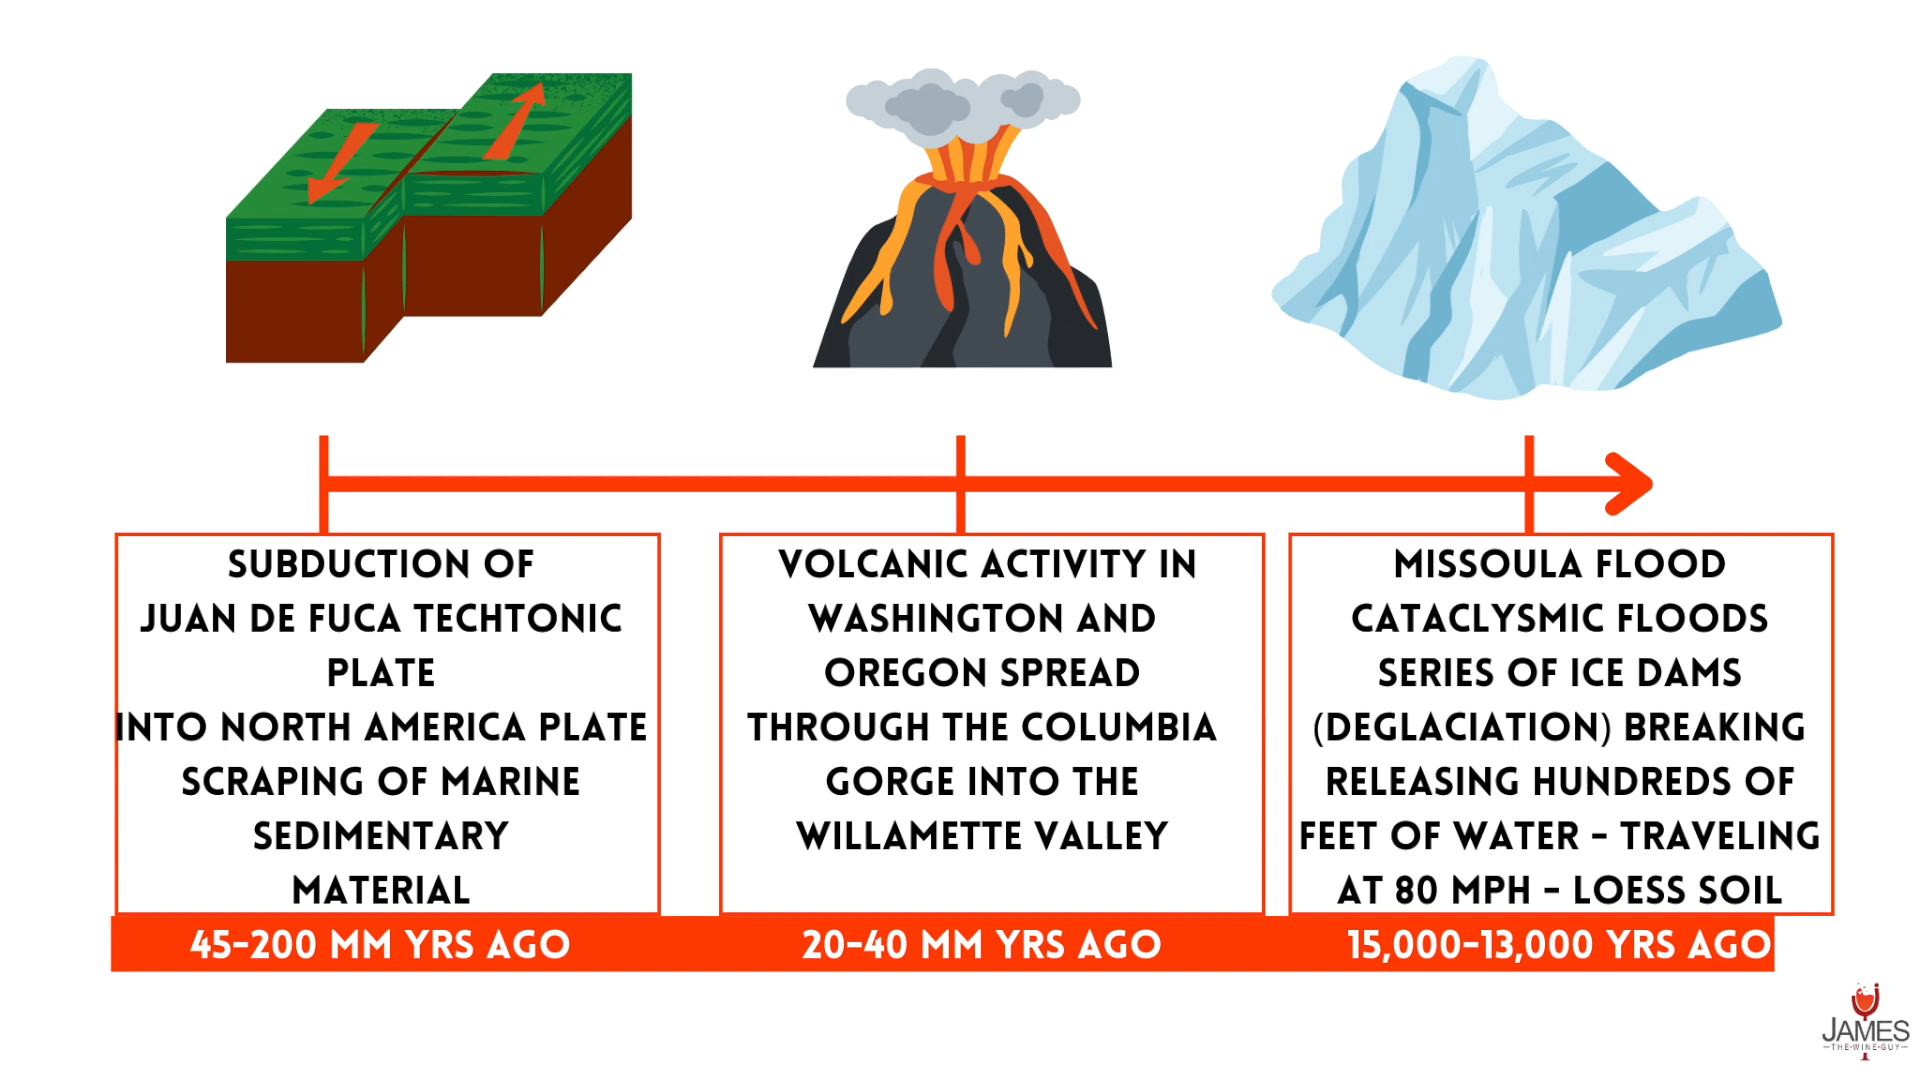 SUBDUCTION OF
JUAN DE FUCA TECHTONIC
PLATE
INTO NORTH AMERICA PLATE
SCRAPING OF MARINE
SEDIMENTARY
MATERIAL
45-200 MM YRS AGO
VOLCANIC ACTIVITY IN
WASHINGTON AND
OREGON SPREAD
THROUGH THE COLUMBIA
GORGE INTO THE
WILLAMETTE VALLEY
20-40 MM YRS AGO
MISSOULA FLOOD
CATACLYSMIC FLOODS
SERIES OF ICE DAMS
(DEGLACIATION) BREAKING
RELEASING HUNDREDS OF
FEET OF WATER - TRAVELING
AT 80 MPH - LOESS SOIL
15,000-13,000 YRS AGO
JAMES
THE•WINE•GUY